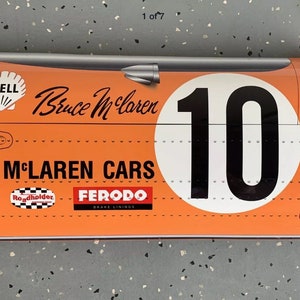 1 of 7
ELL
Bruce McLaren
10
McLAREN CARS
Roadholder
FERODO
BRAKE LININGS